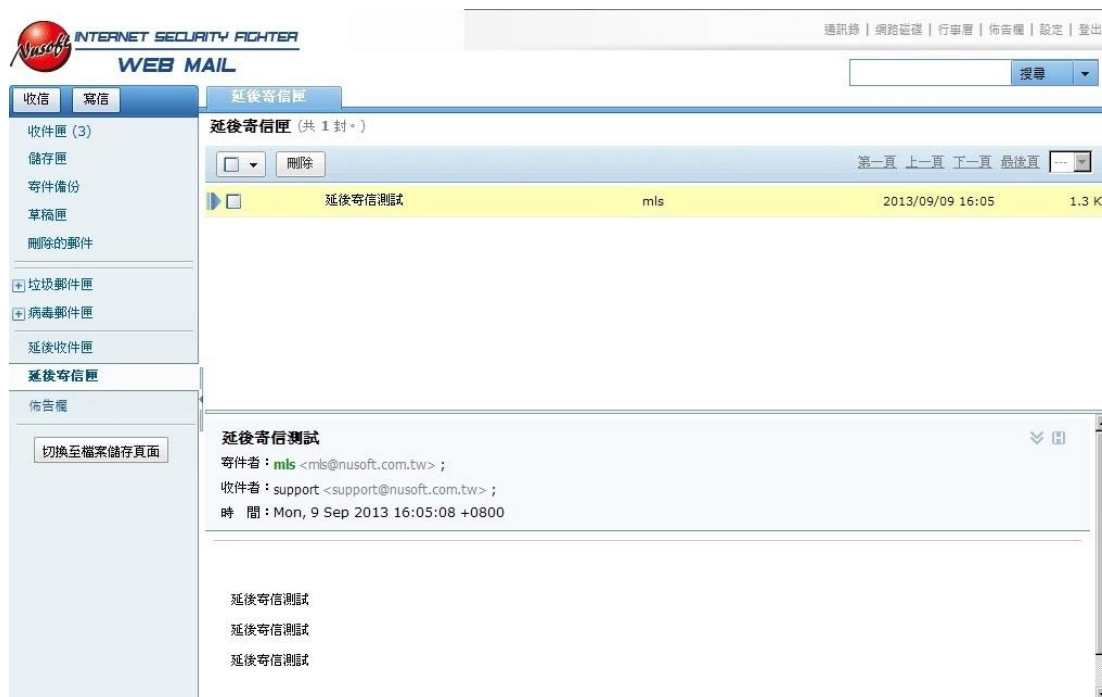 Nusoft INTERNET SECURITY FIGHTER
WEB MAIL
通訊錄 | 網路磁碟 | 行事曆 | 佈告欄 | 設定 | 登出
搜尋
收信 寫信
收件匣 (3)
儲存匣
寄件備份
草稿匣
刪除的郵件
垃圾郵件匣
病毒郵件匣
延後收件匣
延後寄信匣
佈告欄
切換至檔案儲存頁面
延後寄信匣
延後寄信匣 (共 1 封。)
刪除 第一頁 上一頁 下一頁 最後頁 ---
延後寄信測試 mls 2013/09/09 16:05 1.3 K
延後寄信測試
寄件者：mls <mls@nusoft.com.tw> ;
收件者：support <support@nusoft.com.tw> ;
時 間：Mon, 9 Sep 2013 16:05:08 +0800
延後寄信測試
延後寄信測試
延後寄信測試